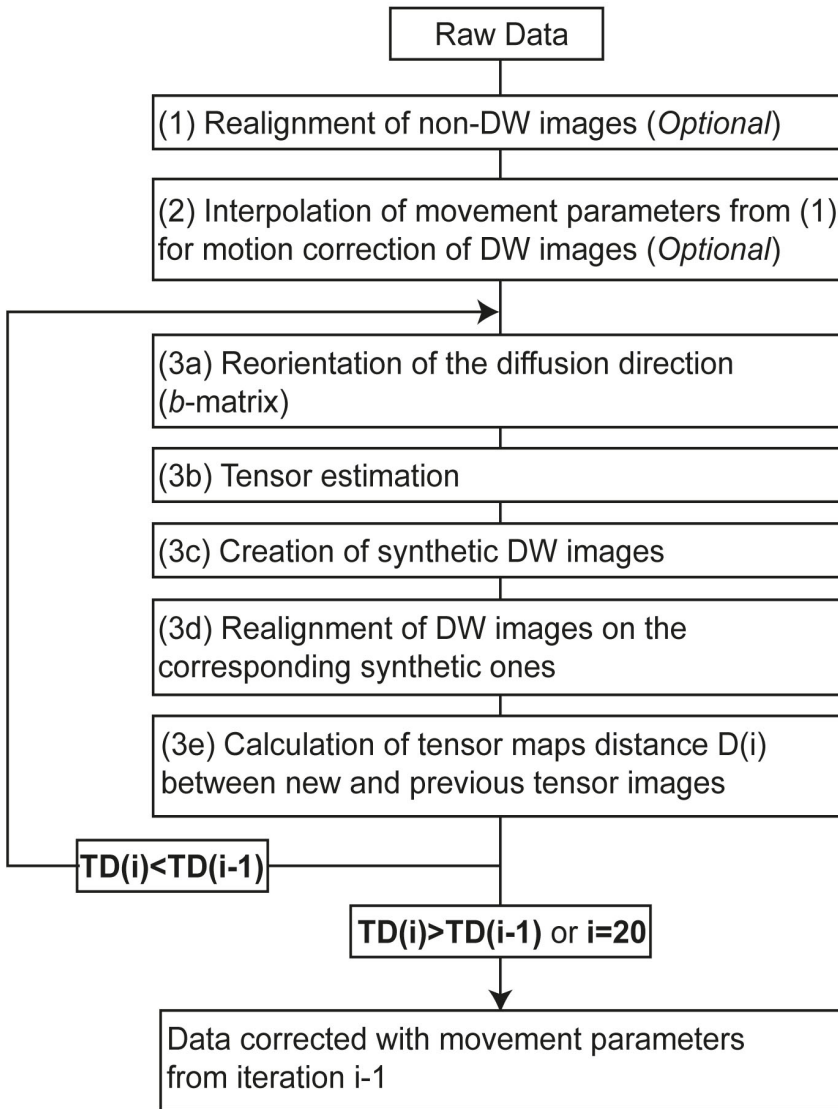 Raw Data
(1) Realignment of non-DW images (Optional)
(2) Interpolation of movement parameters from (1)
for motion correction of DW images (Optional)
(3a) Reorientation of the diffusion direction
(b-matrix)
(3b) Tensor estimation
(3c) Creation of synthetic DW images
(3d) Realignment of DW images on the
corresponding synthetic ones
(3e) Calculation of tensor maps distance D(i)
between new and previous tensor images
TD(i)<TD(i-1)
TD(i)>TD(i-1) or i=20
Data corrected with movement parameters
from iteration i-1